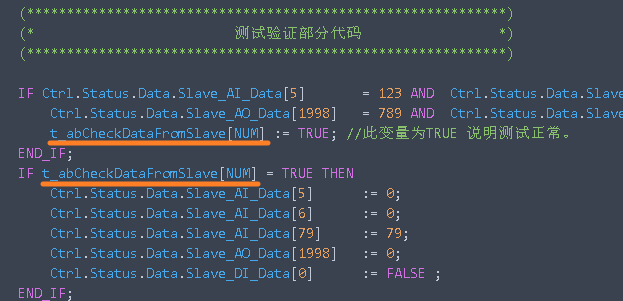 (************************************************************)
(* 测试验证部分代码 *)
(************************************************************)
IF Ctrl.Status.Data.Slave_AI_Data[5] = 123 AND Ctrl.Status.Data.Slave
Ctrl.Status.Data.Slave_AO_Data[1998] = 789 AND Ctrl.Status.Data.Slave
t_abCheckDataFromSlave[NUM] := TRUE; //此变量为TRUE 说明测试正常。
END_IF;
IF t_abCheckDataFromSlave[NUM] = TRUE THEN
Ctrl.Status.Data.Slave_AI_Data[5] := 0;
Ctrl.Status.Data.Slave_AI_Data[6] := 0;
Ctrl.Status.Data.Slave_AI_Data[79] := 79;
Ctrl.Status.Data.Slave_AO_Data[1998] := 0;
Ctrl.Status.Data.Slave_DI_Data[0] := FALSE ;
END_IF;